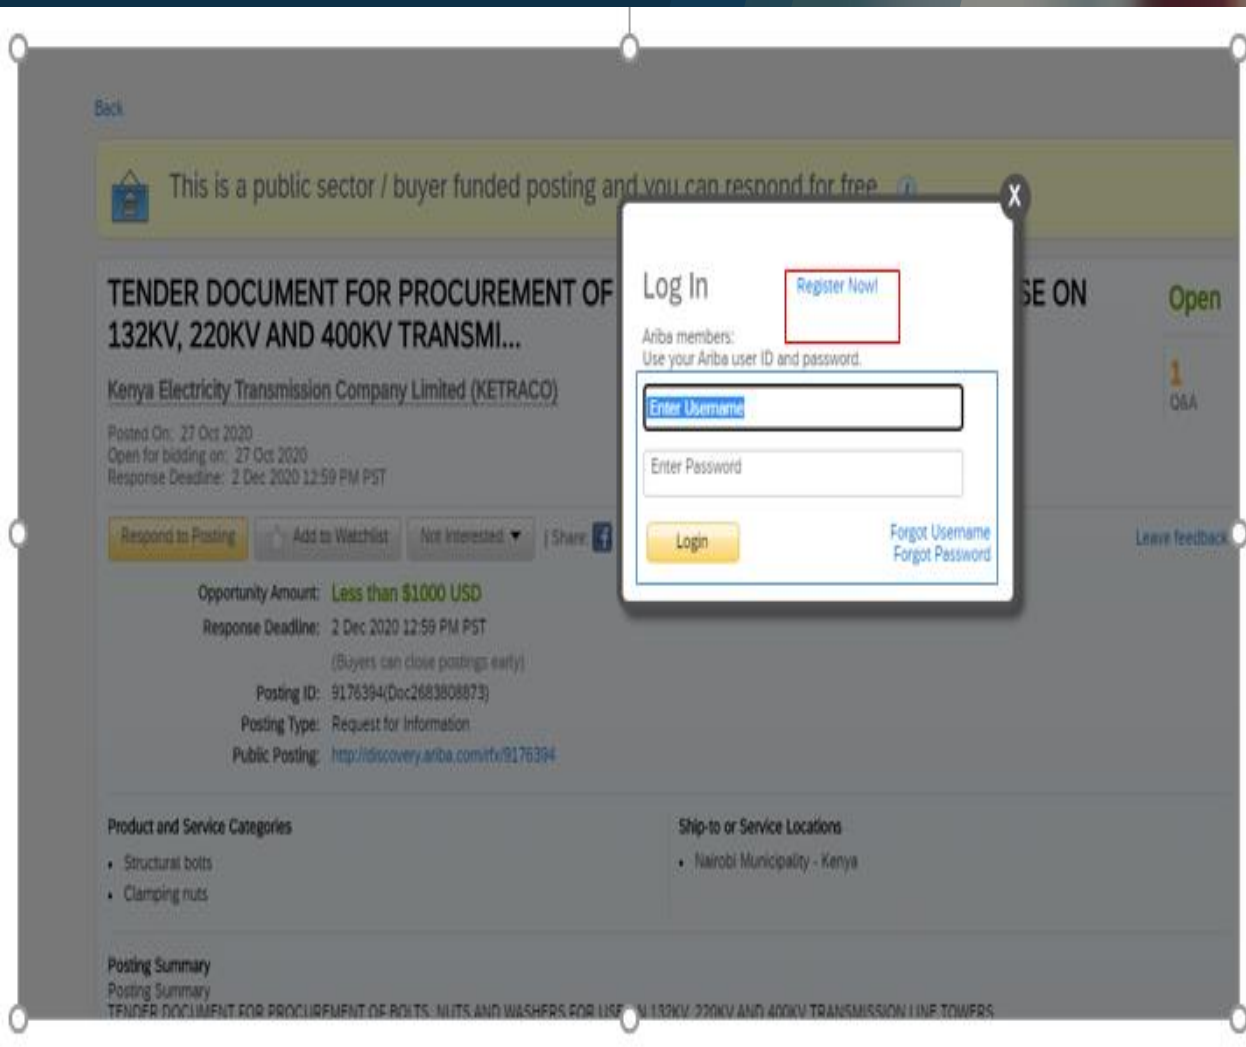 Back
This is a public sector / buyer funded posting and you can respond for free
X
TENDER DOCUMENT FOR PROCUREMENT OF
SE ON
132KV, 220KV AND 400KV TRANSMI...
Open
Kenya Electricity Transmission Company Limited (KETRACO)
1
Q&A
Posted On: 27 Oct 2020
Open for bidding on: 27 Oct 2020
Response Deadline: 2 Dec 2020 12:59 PM PST
Log In
Register Now!
Ariba members:
Use your Ariba user ID and password.
Enter Username
Enter Password
Login
Forgot Username
Forgot Password
Respond to Posting
Add to Watchlist
Not Interested
| Share:
Leave feedback
Opportunity Amount: Less than $1000 USD
Response Deadline: 2 Dec 2020 12:59 PM PST
(Buyers can close postings early)
Posting ID: 9176394(Doc2683808873)
Posting Type: Request for Information
Public Posting: http://discovery.ariba.com/rfx/9176394
Product and Service Categories
Structural bolts
Clamping nuts
Ship-to or Service Locations
Nairobi Municipality - Kenya
Posting Summary
Posting Summary
TENDER DOCUMENT FOR PROCUREMENT OF BOLTS, NUTS AND WASHERS FOR USE ON 132KV, 220KV AND 400KV TRANSMISSION LINE TOWERS